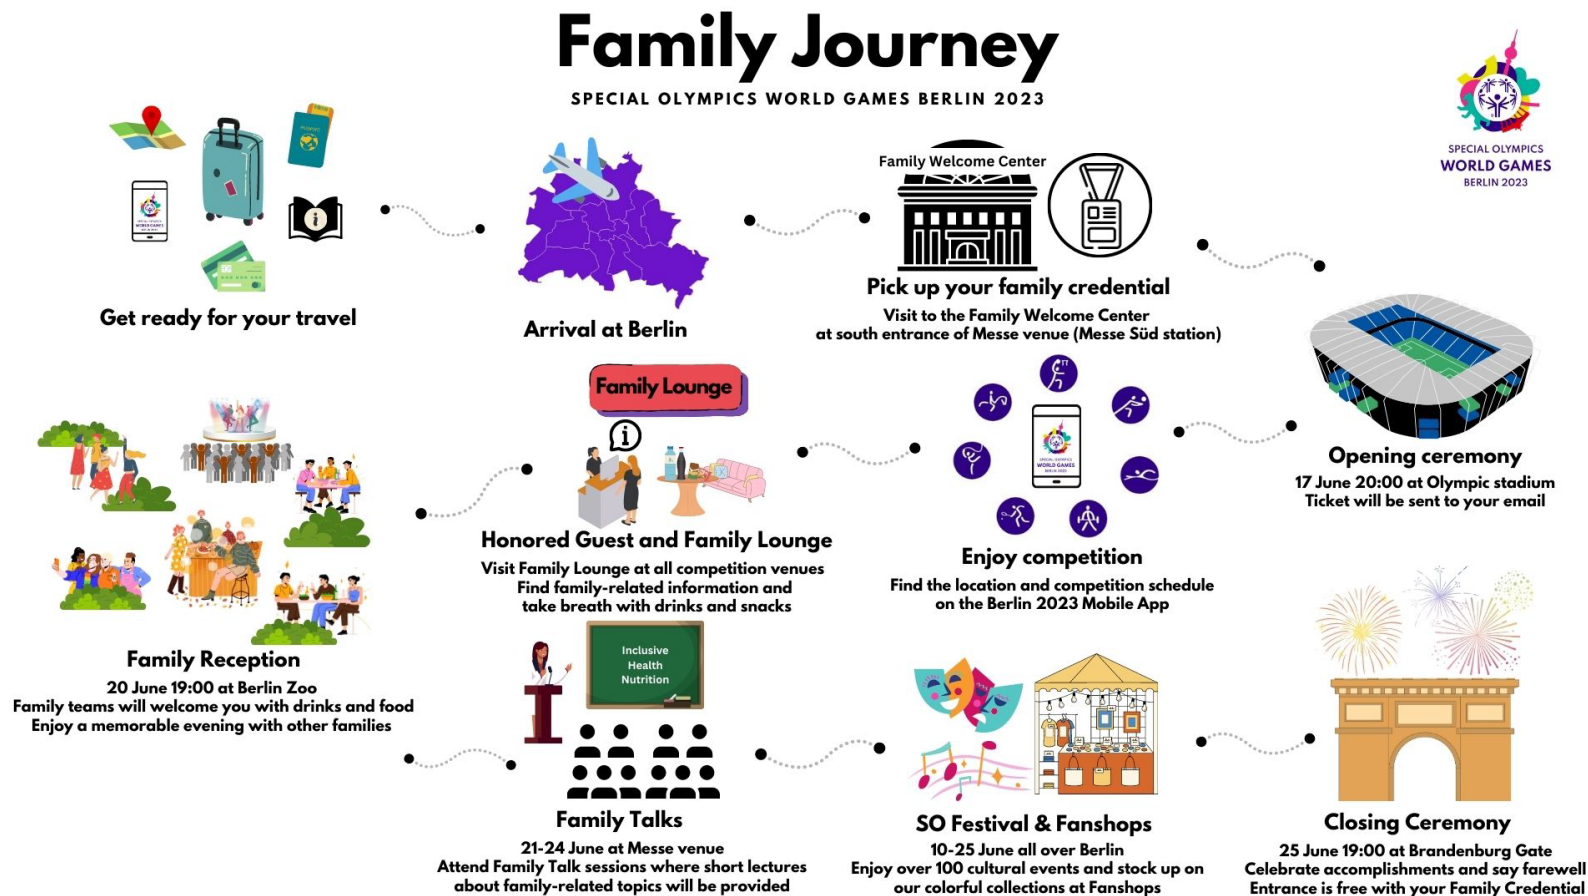 Family Journey
SPECIAL OLYMPICS WORLD GAMES BERLIN 2023
SPECIAL OLYMPICS
WORLD GAMES
BERLIN 2023
Get ready for your travel
Arrival at Berlin
Family Welcome Center
Pick up your family credential
Visit to the Family Welcome Center
at south entrance of Messe venue (Messe Süd station)
Opening ceremony
17 June 20:00 at Olympic stadium
Ticket will be sent to your email
Enjoy competition
Find the location and competition schedule
on the Berlin 2023 Mobile App
Family Lounge
Honored Guest and Family Lounge
Visit Family Lounge at all competition venues
Find family-related information and
take breath with drinks and snacks
Family Reception
20 June 19:00 at Berlin Zoo
Family teams will welcome you with drinks and food
Enjoy a memorable evening with other families
Inclusive
Health
Nutrition
Family Talks
21-24 June at Messe venue
Attend Family Talk sessions where short lectures
about family-related topics will be provided
SO Festival & Fanshops
10-25 June all over Berlin
Enjoy over 100 cultural events and stock up on
our colorful collections at Fanshops
Closing Ceremony
25 June 19:00 at Brandenburg Gate
Celebrate accomplishments and say farewell
Entrance is free with your Family Credential